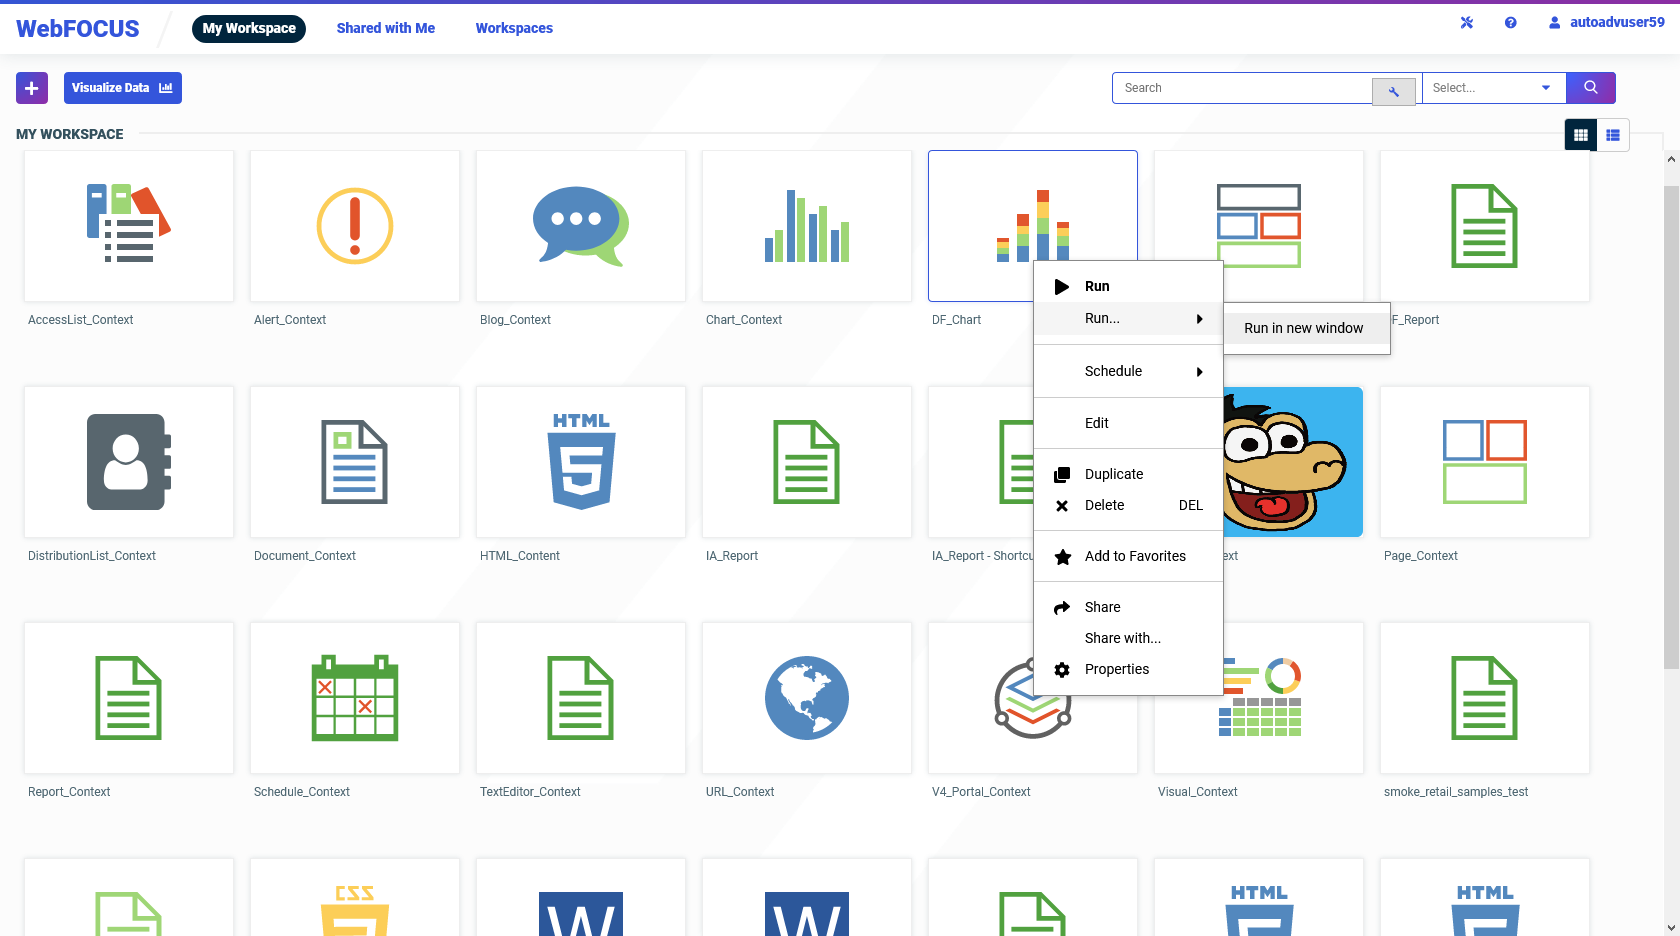 WebFOCUS
My Workspace
Shared with Me
Workspaces
autoadvuser59
Visualize Data
Search
Select...
MY WORKSPACE
AccessList_Context
Alert_Context
Blog_Context
Chart_Context
DF_Chart
F_Report
Run
Run...
Run in new window
Schedule
Edit
Duplicate
Delete DEL
Add to Favorites
Share
Share with...
Properties
HTML
5
DistributionList_Context
Document_Context
HTML_Content
IA_Report
IA_Report - Shortcu
ext
Page_Context
Report_Context
Schedule_Context
TextEditor_Context
URL_Context
V4_Portal_Context
Visual_Context
smoke_retail_samples_test
CSS
W
W
HTML
HTML